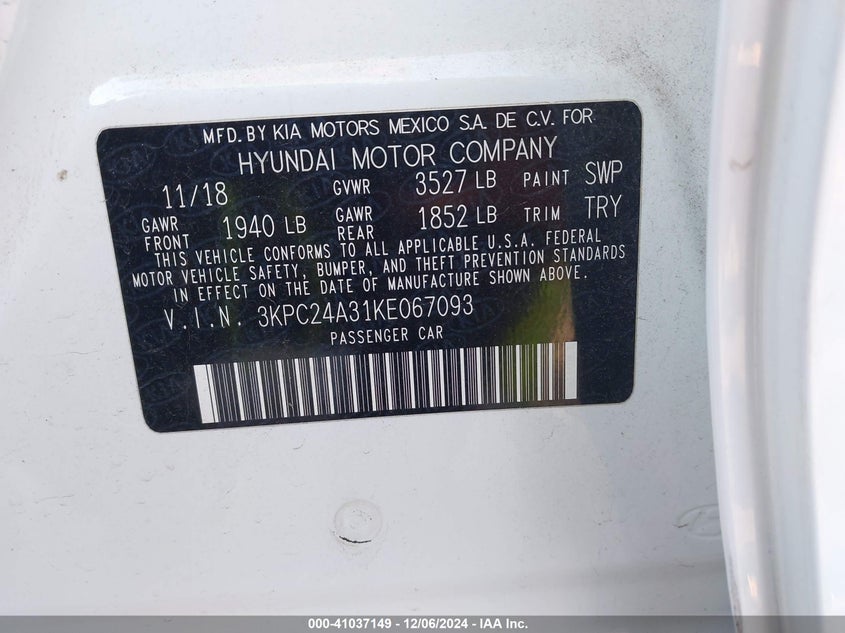 MFD. BY KIA MOTORS MEXICO S.A. DE C.V. FOR
HYUNDAI MOTOR COMPANY
11/18 GVWR 3527 LB PAINT SWP
GAWR FRONT 1940 LB GAWR REAR 1852 LB TRIM TRY
THIS VEHICLE CONFORMS TO ALL APPLICABLE U.S.A. FEDERAL
MOTOR VEHICLE SAFETY, BUMPER, AND THEFT PREVENTION STANDARDS
IN EFFECT ON THE DATE OF MANUFACTURE SHOWN ABOVE.
V.I.N. 3KPC24A31KE067093
PASSENGER CAR
000-41037149 - 12/06/2024 - IAA Inc.